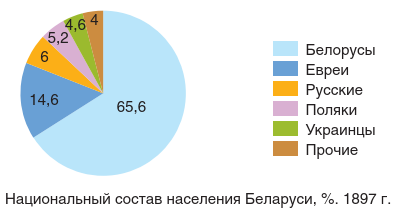 4
4,6
5,2
6
14,6
65,6
Белорусы
Евреи
Русские
Поляки
Украинцы
Прочие
Национальный состав населения Беларуси, %. 1897 г.